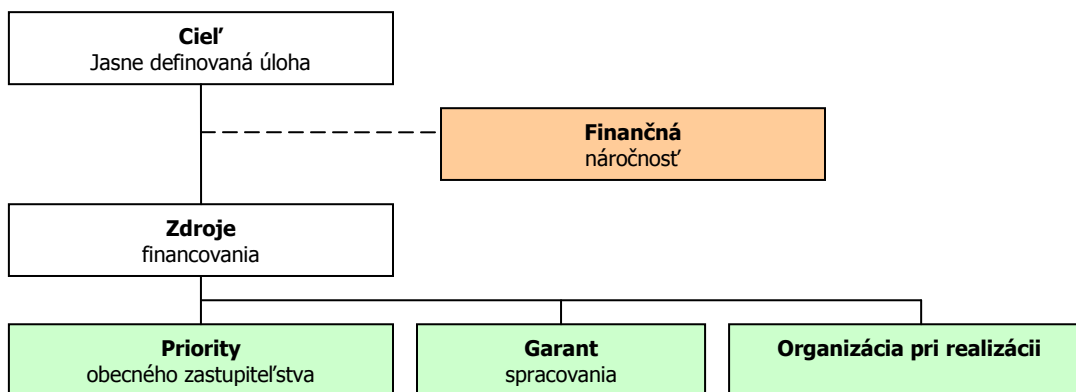 Cieľ
Jasne definovaná úloha
Finančná
náročnosť
Zdroje
financovania
Priority
obecného zastupiteľstva
Garant
spracovania
Organizácia pri realizácii